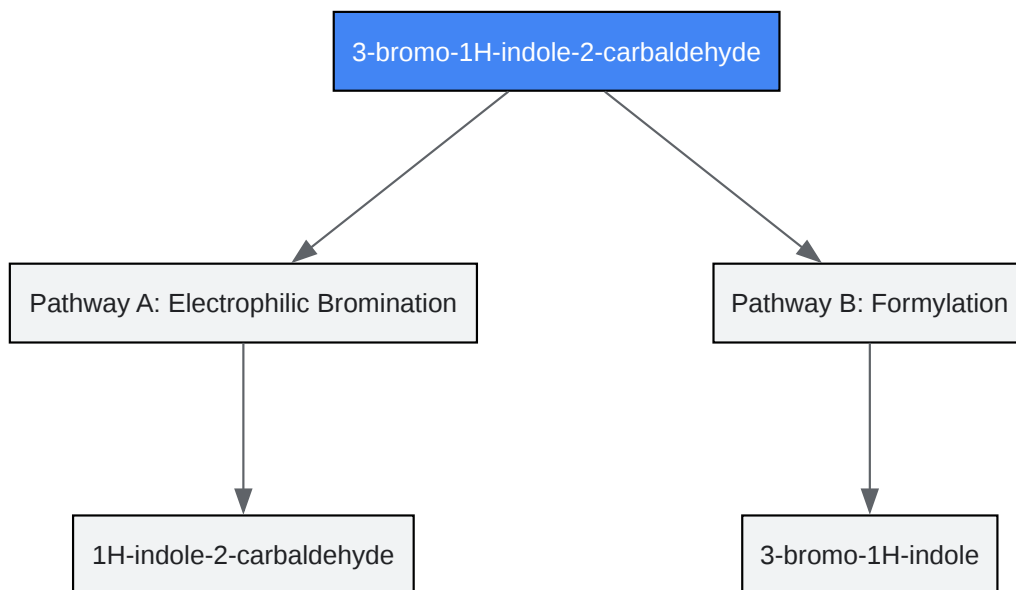 3-bromo-1H-indole-2-carbaldehyde
Pathway A: Electrophilic Bromination
Pathway B: Formylation
1H-indole-2-carbaldehyde
3-bromo-1H-indole